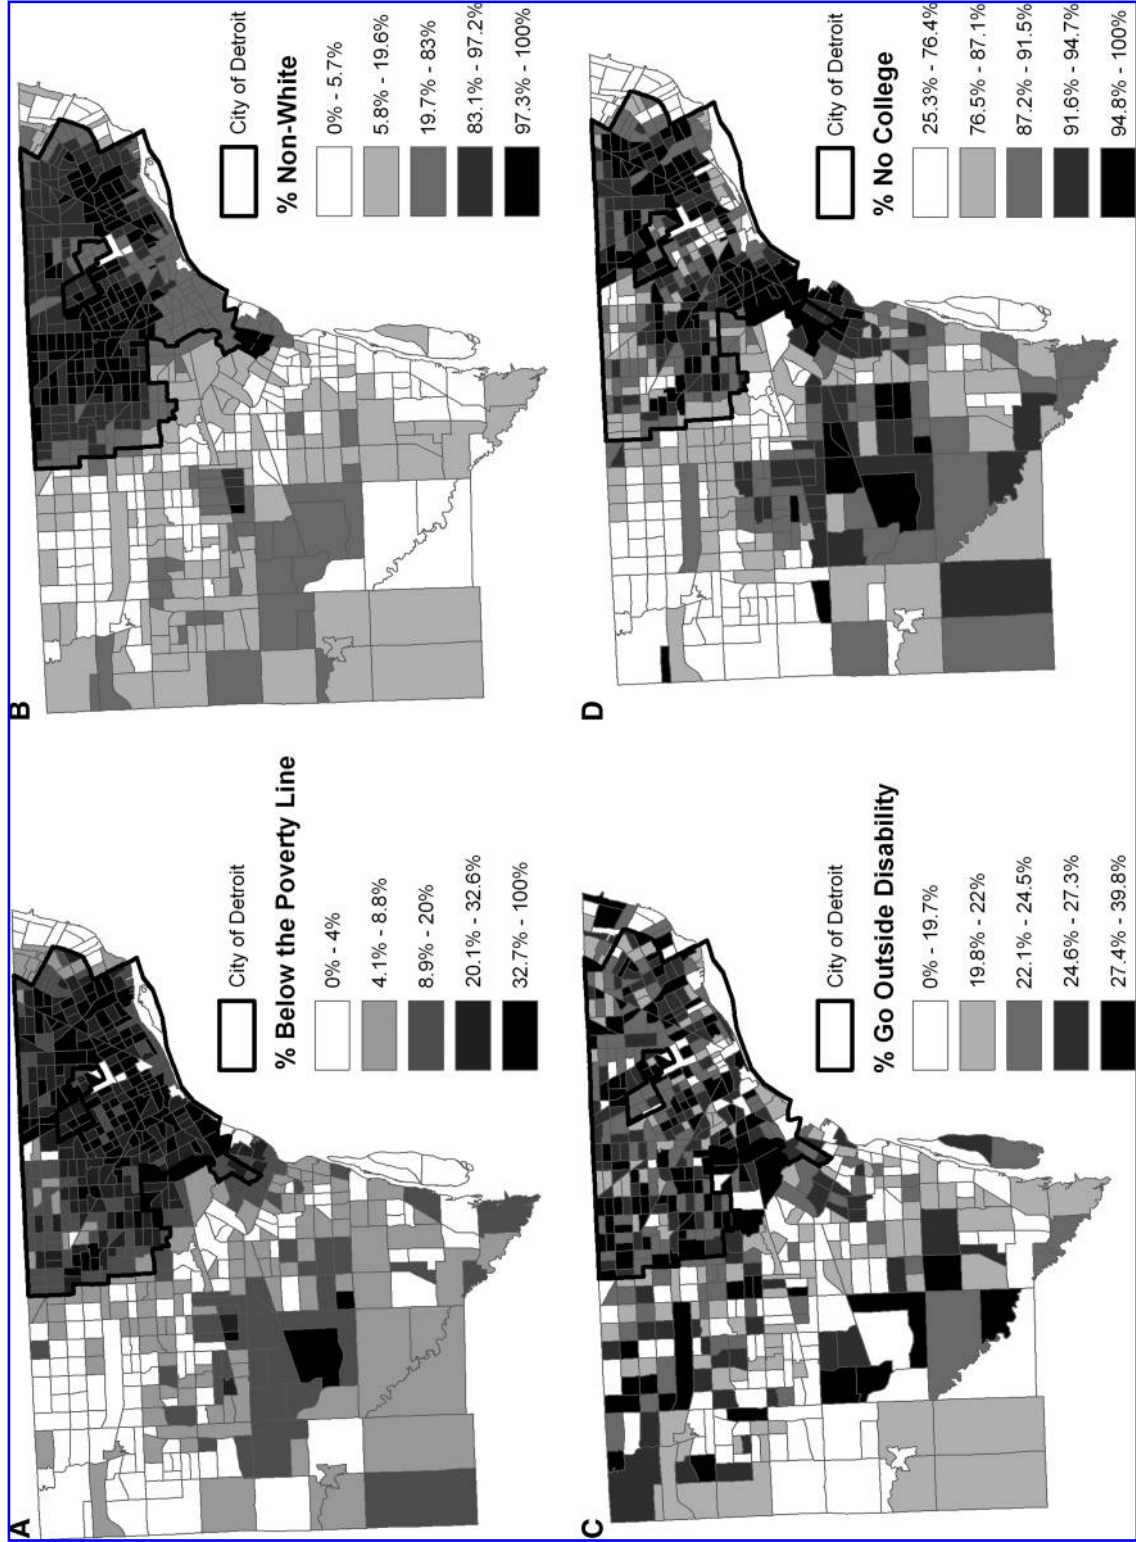 A
City of Detroit
% Below the Poverty Line
0% - 4%
4.1% - 8.8%
8.9% - 20%
20.1% - 32.6%
32.7% - 100%
B
City of Detroit
% Non-White
0% - 5.7%
5.8% - 19.6%
19.7% - 83%
83.1% - 97.2%
97.3% - 100%
C
City of Detroit
% Go Outside Disability
0% - 19.7%
19.8% - 22%
22.1% - 24.5%
24.6% - 27.3%
27.4% - 39.8%
D
City of Detroit
% No College
25.3% - 76.4%
76.5% - 87.1%
87.2% - 91.5%
91.6% - 94.7%
94.8% - 100%